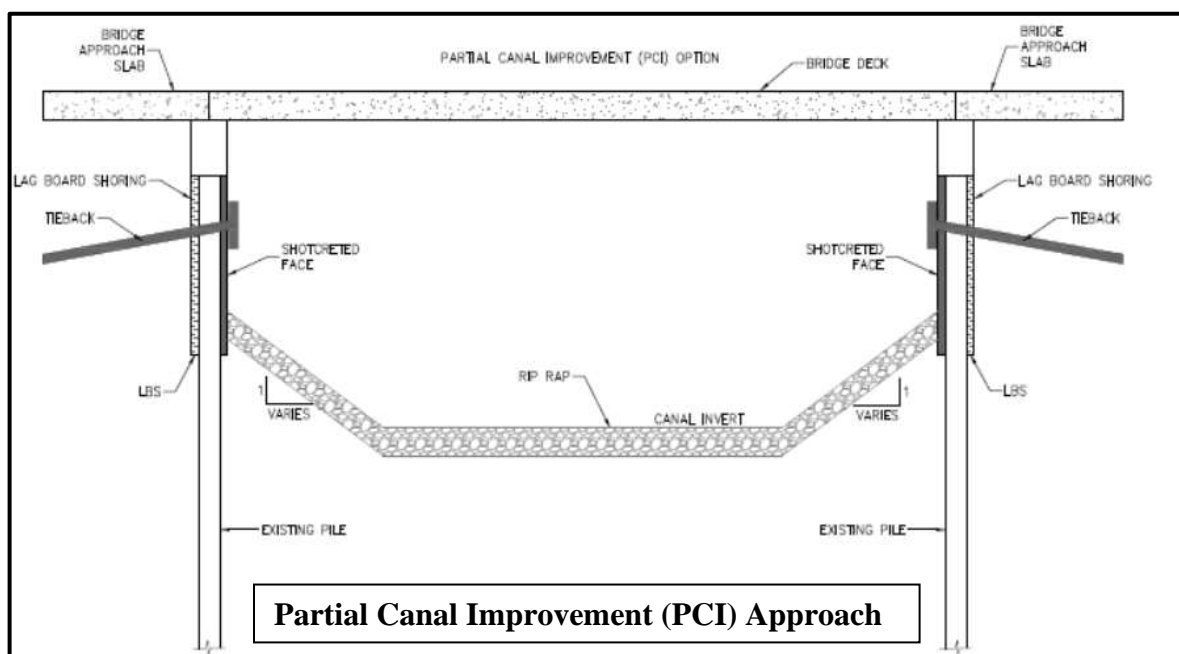 BRIDGE
APPROACH
SLAB
PARTIAL CANAL IMPROVEMENT (PCI) OPTION
BRIDGE DECK
BRIDGE
APPROACH
SLAB
LAG BOARD SHORING
TIEBACK
SHOTCRETED
FACE
SHOTCRETED
FACE
LAG BOARD SHORING
TIEBACK
LBS
1
VARIES
RIP RAP
CANAL INVERT
1
VARIES
LBS
EXISTING PILE
EXISTING PILE
Partial Canal Improvement (PCI) Approach